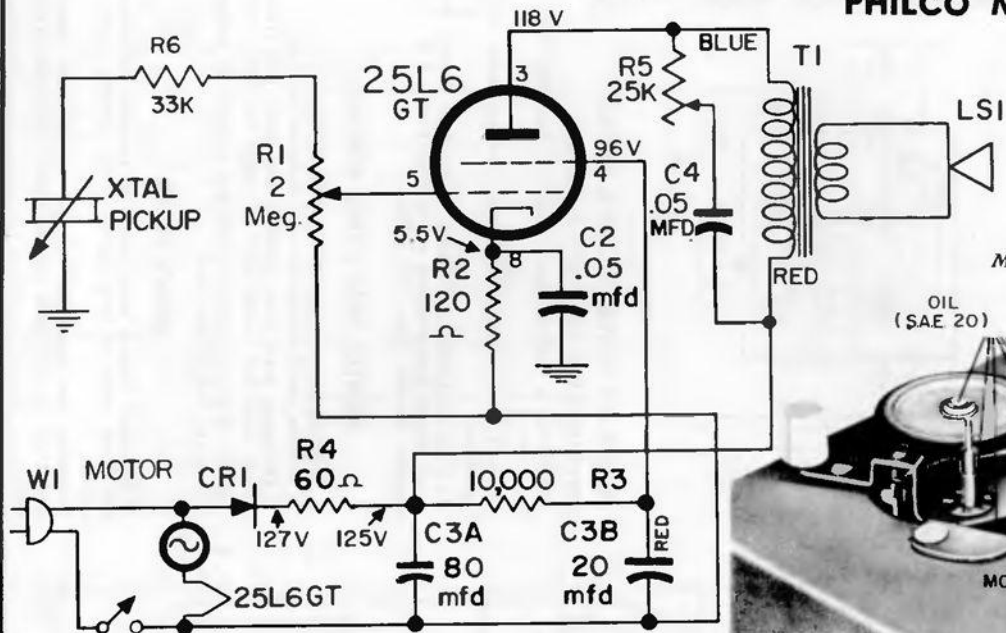 PHILCO
118 V
BLUE
T1
R6
33K
25L6
GT
3
R5
25K
LS1
R1
2
Meg.
XTAL
PICKUP
5
96V
4
C4
.05
MFD
5.5V
8
R2
120
Ω
C2
.05
mfd
RED
OIL
(S.A.E. 20)
W1
MOTOR
CR1
R4
60Ω
127V
125V
10,000
R3
C3A
80
mfd
C3B
20
mfd
RED
25L6GT